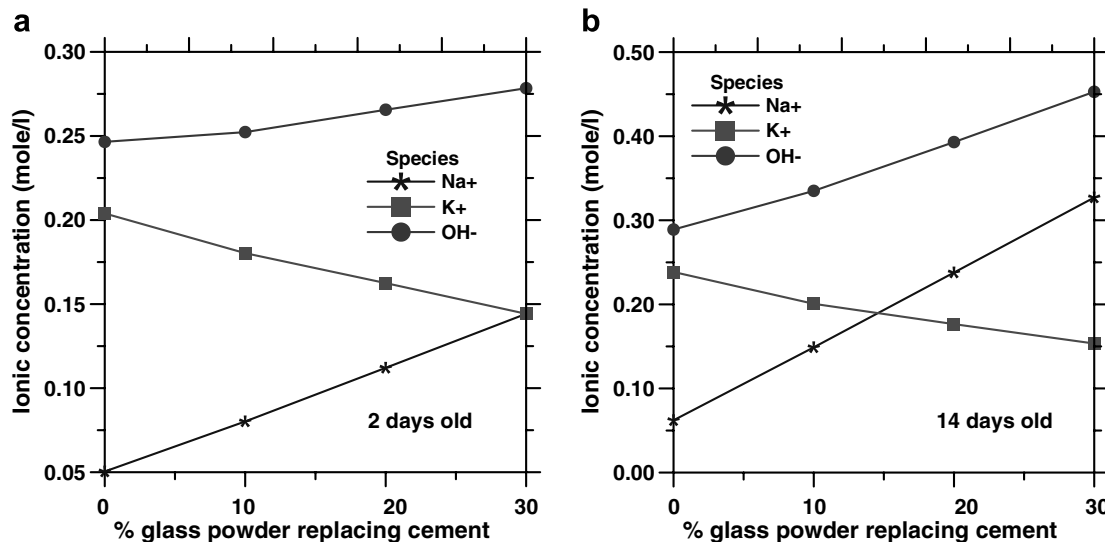 a
Ionic concentration (mole/l)
0.30
0.25
0.20
0.15
0.10
0.05
Species
Na+
K+
OH-
2 days old
0 10 20 30
% glass powder replacing cement
b
Ionic concentration (mole/l)
0.50
0.40
0.30
0.20
0.10
0.00
Species
Na+
K+
OH-
14 days old
0 10 20 30
% glass powder replacing cement